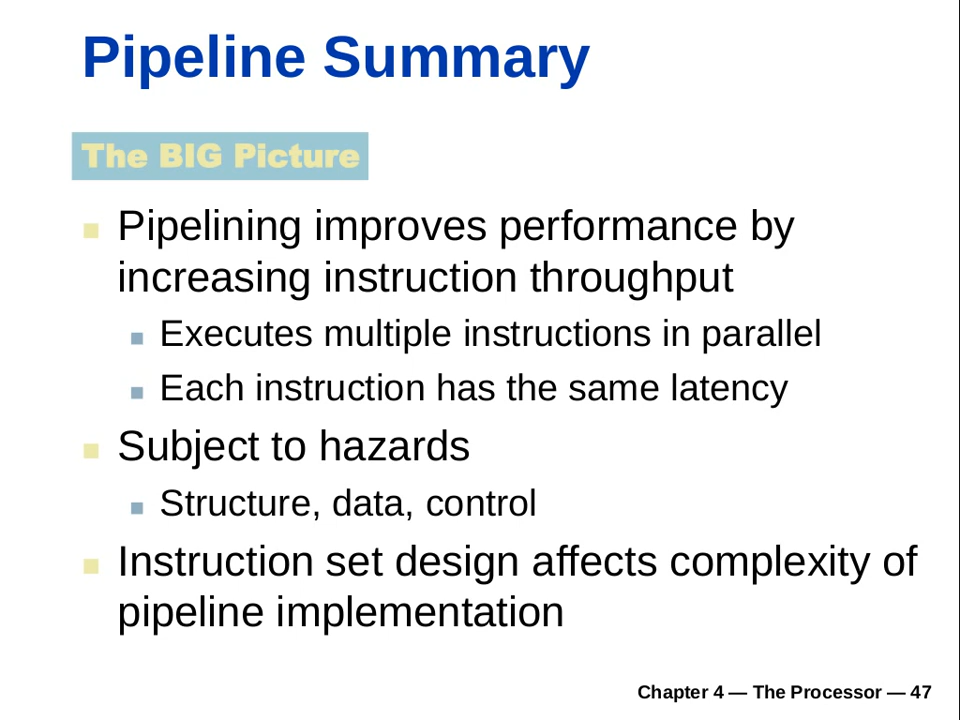 Pipeline Summary
The BIG Picture
Pipelining improves performance by
increasing instruction throughput
Executes multiple instructions in parallel
Each instruction has the same latency
Subject to hazards
Structure, data, control
Instruction set design affects complexity of
pipeline implementation
Chapter 4 — The Processor — 47